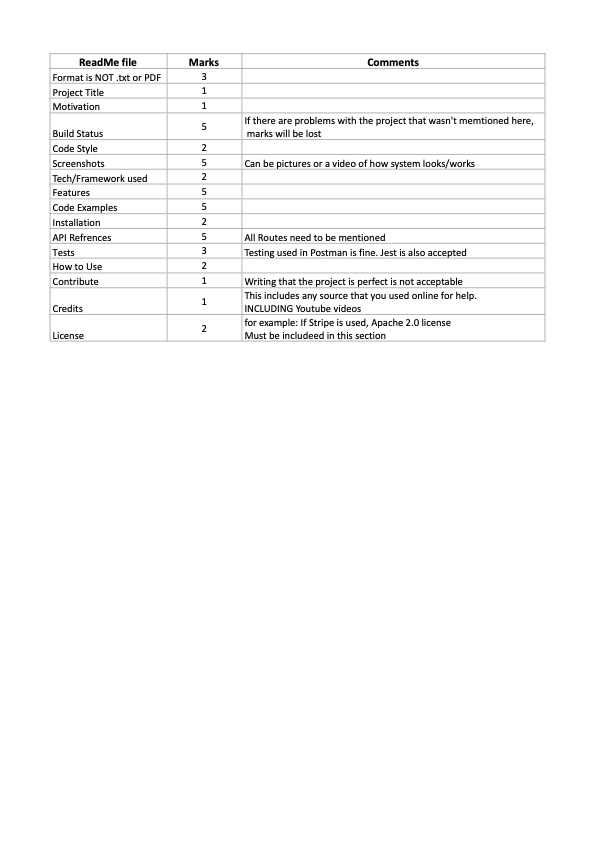 ReadMe file Marks Comments
Format is NOT .txt or PDF 3
Project Title 1
Motivation 1
If there are problems with the project that wasn't memtioned here,
Build Status 5 marks will be lost
Code Style 2
Screenshots 5 Can be pictures or a video of how system looks/works
Tech/Framework used 2
Features 5
Code Examples 5
Installation 2
API Refrences 5 All Routes need to be mentioned
Tests 3 Testing used in Postman is fine. Jest is also accepted
How to Use 2
Contribute 1 Writing that the project is perfect is not acceptable
This includes any source that you used online for help.
Credits 1 INCLUDING Youtube videos
for example: If Stripe is used, Apache 2.0 license
License 2 Must be includeed in this section